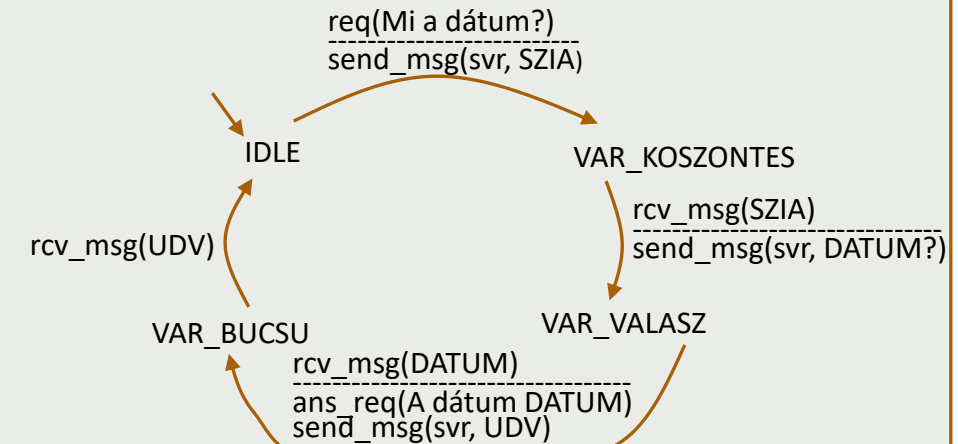 req(Mi a dátum?)
send_msg(svr, SZIA)
IDLE
VAR_KOSZONTES
rcv_msg(SZIA)
send_msg(svr, DATUM?)
rcv_msg(UDV)
VAR_VALASZ
VAR_BUCSU
rcv_msg(DATUM)
ans_req(A dátum DATUM)
send_msg(svr, UDV)